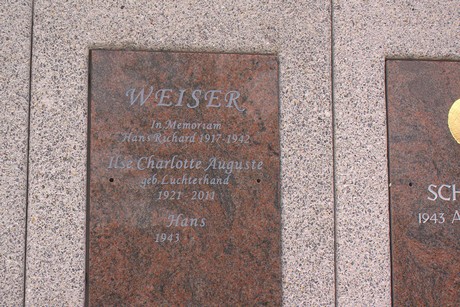 WEISER
In Memoriam
Hans Richard 1917-1942
Ilse Charlotte Auguste
geb. Luchterhand
1921 - 2011
Hans
1943
SCH
1943 A